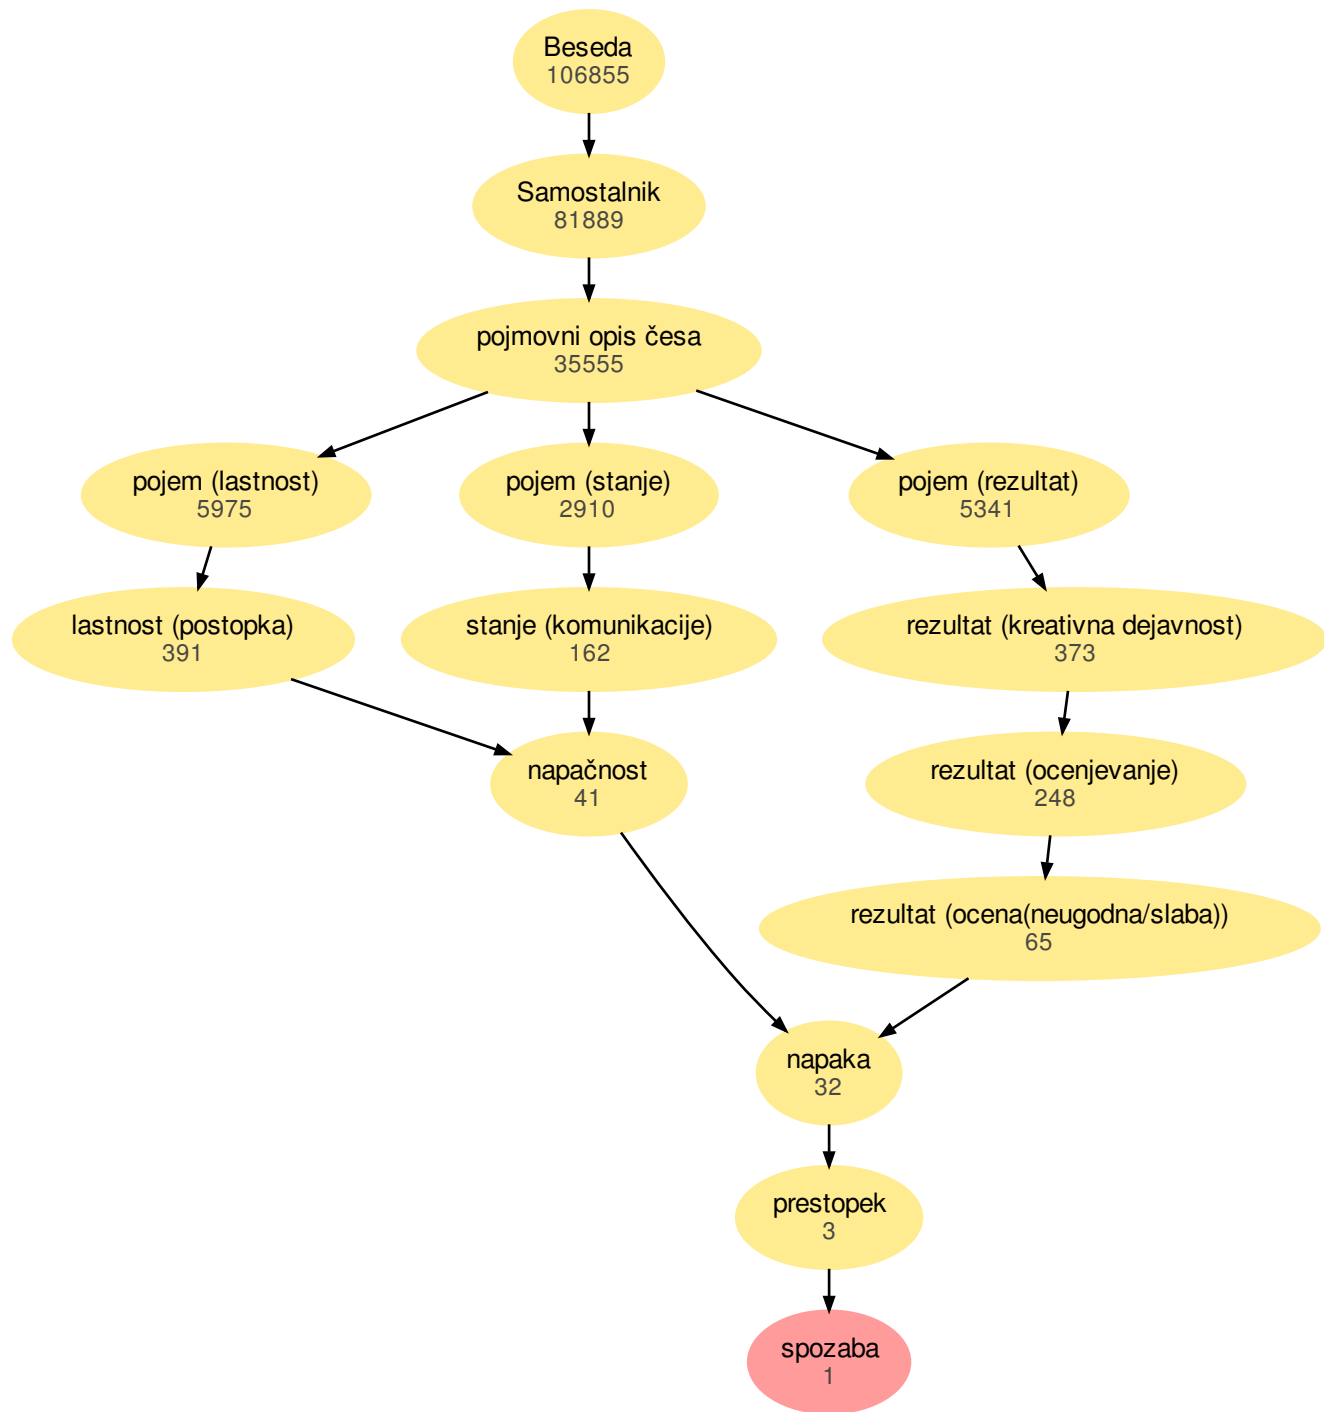 Beseda
106855
Samostalnik
81889
pojmovni opis česa
35555
pojem (lastnost)
5975
pojem (stanje)
2910
pojem (rezultat)
5341
lastnost (postopka)
391
stanje (komunikacije)
162
rezultat (kreativna dejavnost)
373
napačnost
41
rezultat (ocenjevanje)
248
rezultat (ocena(neugodna/slaba))
65
napaka
32
prestopek
3
spozaba
1